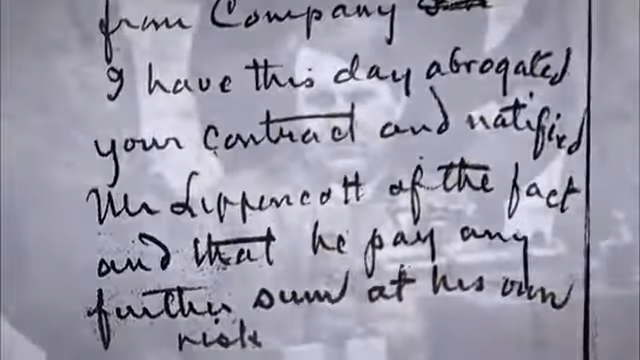 from Company
I have this day abrogated
your contract and notified
Mr Lippencott of the fact
and that he pay any
further sum at his own
risk